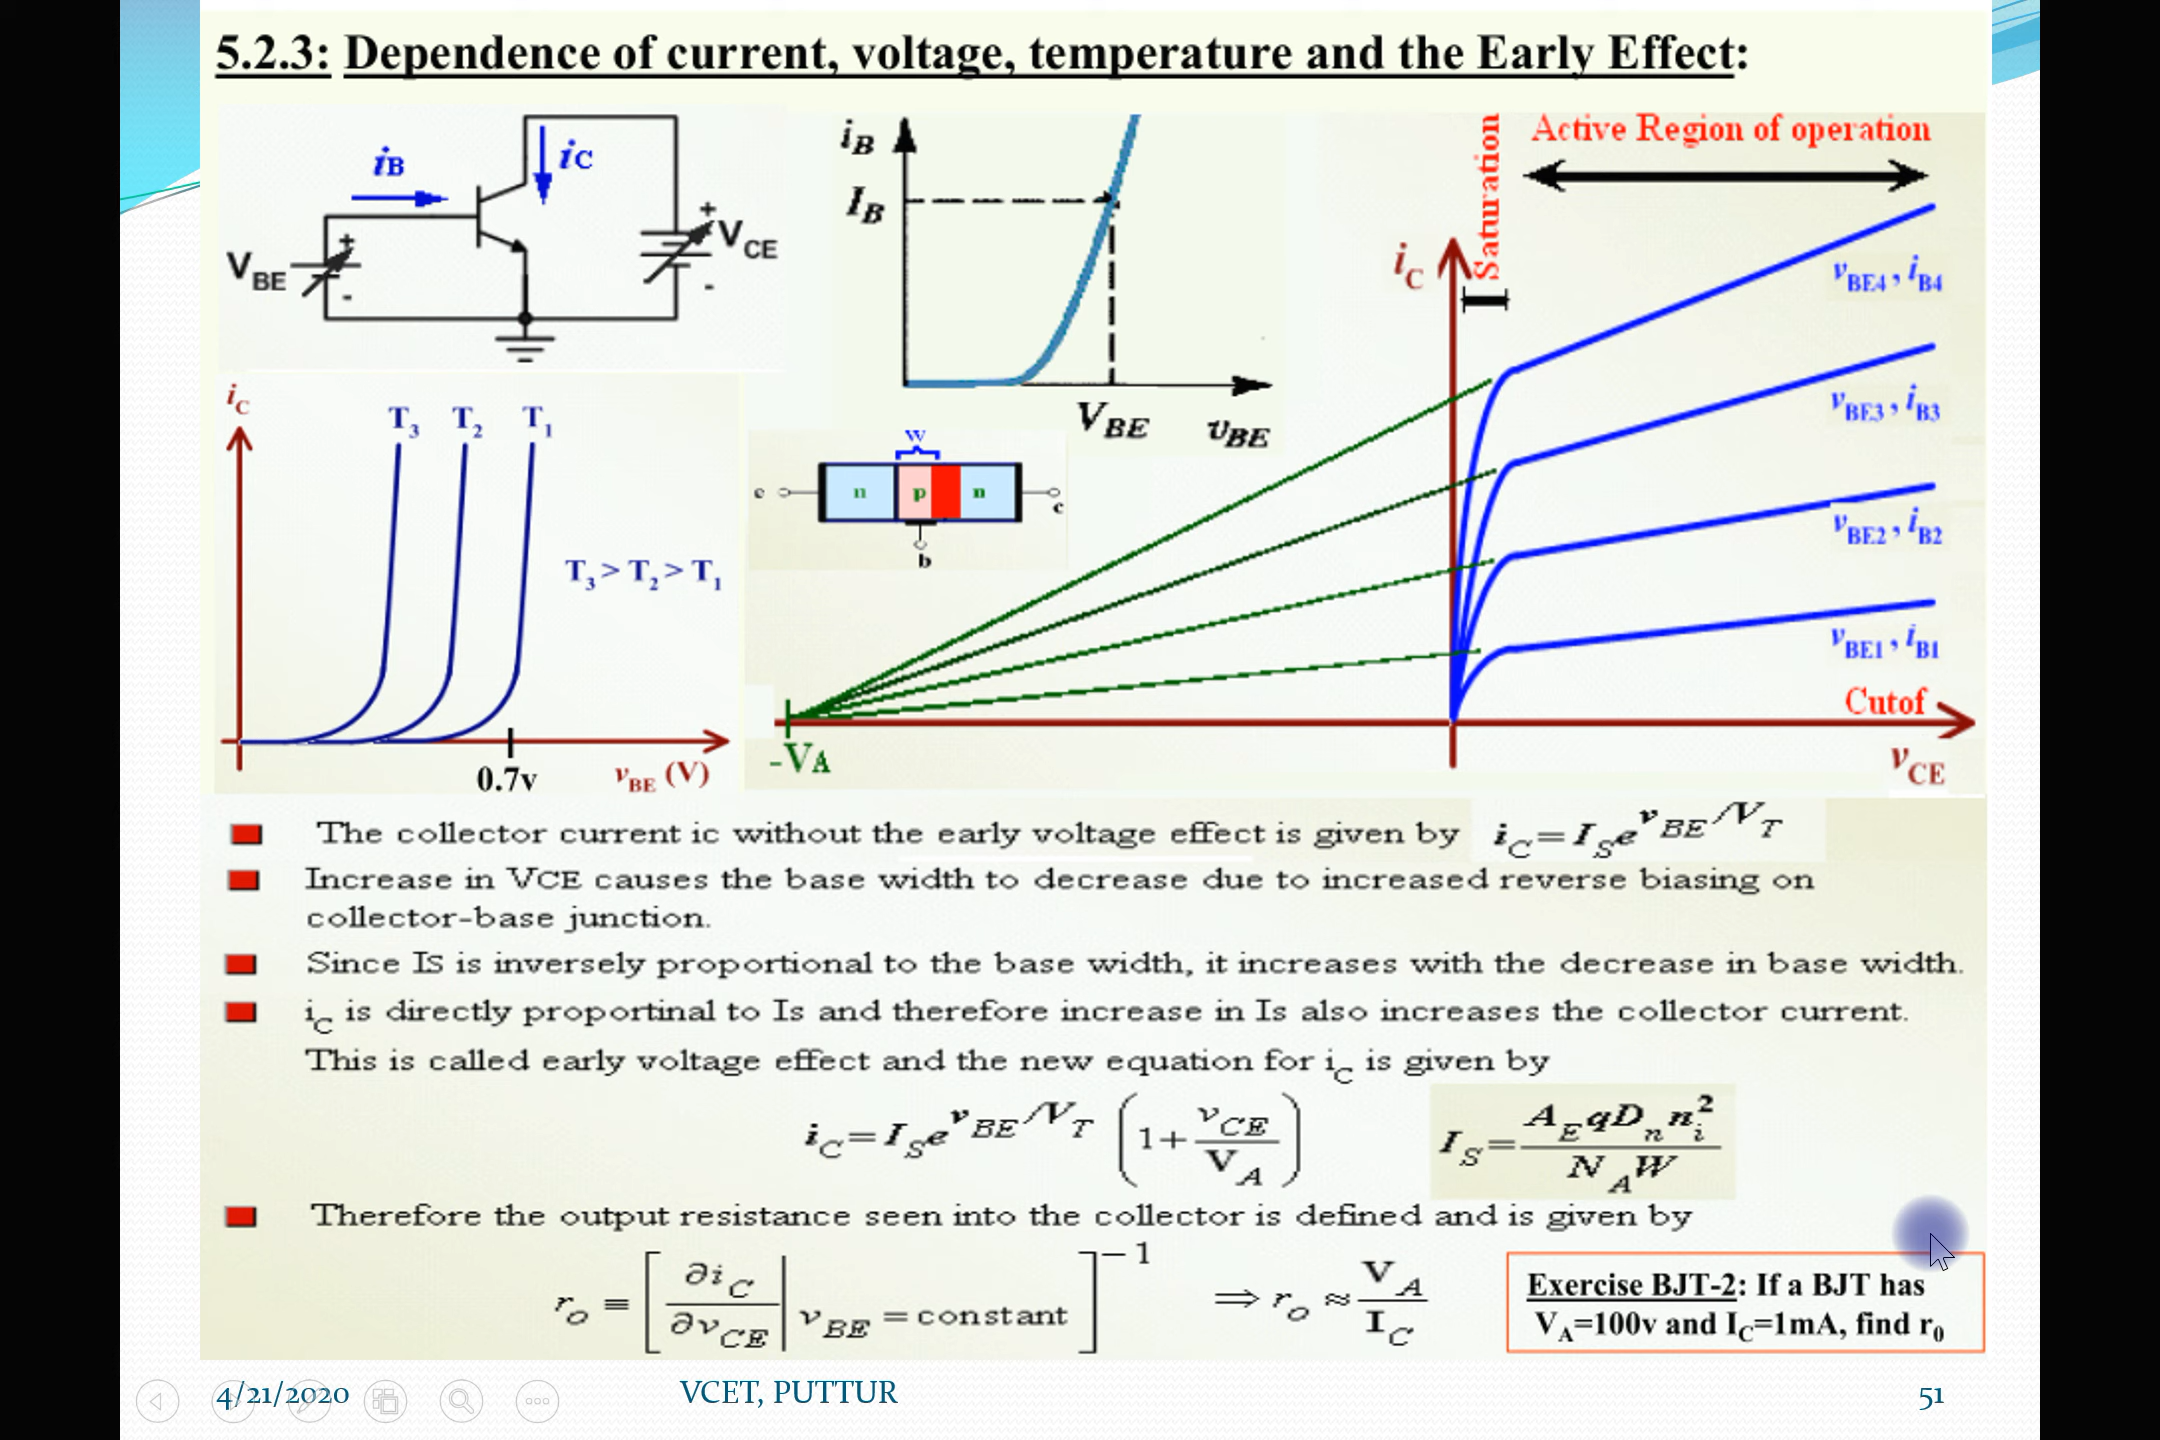 5.2.3: Dependence of current, voltage, temperature and the Early Effect:
iB
iC
VBE
+
-
+
-
VCE
iB
IB
VBE
vBE
Saturation
Active Region of operation
iC
vBE4, iB4
vBE3, iB3
vBE2, iB2
vBE1, iB1
Cutof
vCE
-VA
iC
T3
T2
T1
T3 > T2 > T1
0.7v
vBE (V)
w
e
n
p
n
c
b
The collector current ic without the early voltage effect is given by iC=ISe^vBE/VT
Increase in VCE causes the base width to decrease due to increased reverse biasing on
collector-base junction.
Since IS is inversely proportional to the base width, it increases with the decrease in base width.
iC is directly proportinal to Is and therefore increase in Is also increases the collector current.
This is called early voltage effect and the new equation for iC is given by
iC=ISe^vBE/VT (1+vCE/VA)
IS=AEqDnni²/NAW
Therefore the output resistance seen into the collector is defined and is given by
ro ≡ [∂iC/∂vCE | vBE=constant]^-1 ⇒ ro ≈ VA/IC
Exercise BJT-2: If a BJT has
VA=100v and IC=1mA, find r0
4/21/2020
VCET, PUTTUR
51